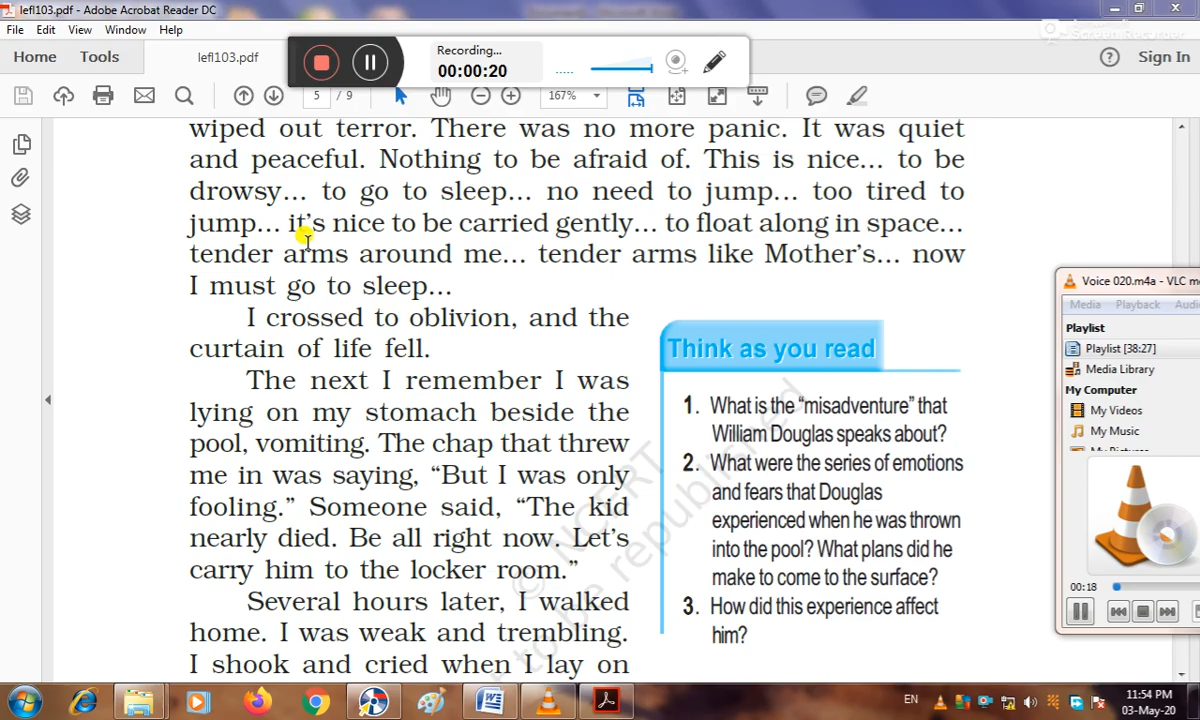 lefl103.pdf - Adobe Acrobat Reader DC
File Edit View Window Help
Screen Recorder
Home Tools lefl103.pdf
Recording...
00:00:20
Sign In
5 / 9
167%
wiped out terror. There was no more panic. It was quiet
and peaceful. Nothing to be afraid of. This is nice... to be
drowsy... to go to sleep... no need to jump... too tired to
jump... it's nice to be carried gently... to float along in space...
tender arms around me... tender arms like Mother's... now
I must go to sleep...
I crossed to oblivion, and the
curtain of life fell.
The next I remember I was
lying on my stomach beside the
pool, vomiting. The chap that threw
me in was saying, “But I was only
fooling.” Someone said, “The kid
nearly died. Be all right now. Let's
carry him to the locker room.”
Several hours later, I walked
home. I was weak and trembling.
I shook and cried when I lay on
Think as you read
1. What is the “misadventure” that
William Douglas speaks about?
2. What were the series of emotions
and fears that Douglas
experienced when he was thrown
into the pool? What plans did he
make to come to the surface?
3. How did this experience affect
him?
© NCERT
to be republished
Voice 020.m4a - VLC m
Media Playback Audi
Playlist
Playlist [38:27]
Media Library
My Computer
My Videos
My Music
00:18
EN
11:54 PM
03-May-20